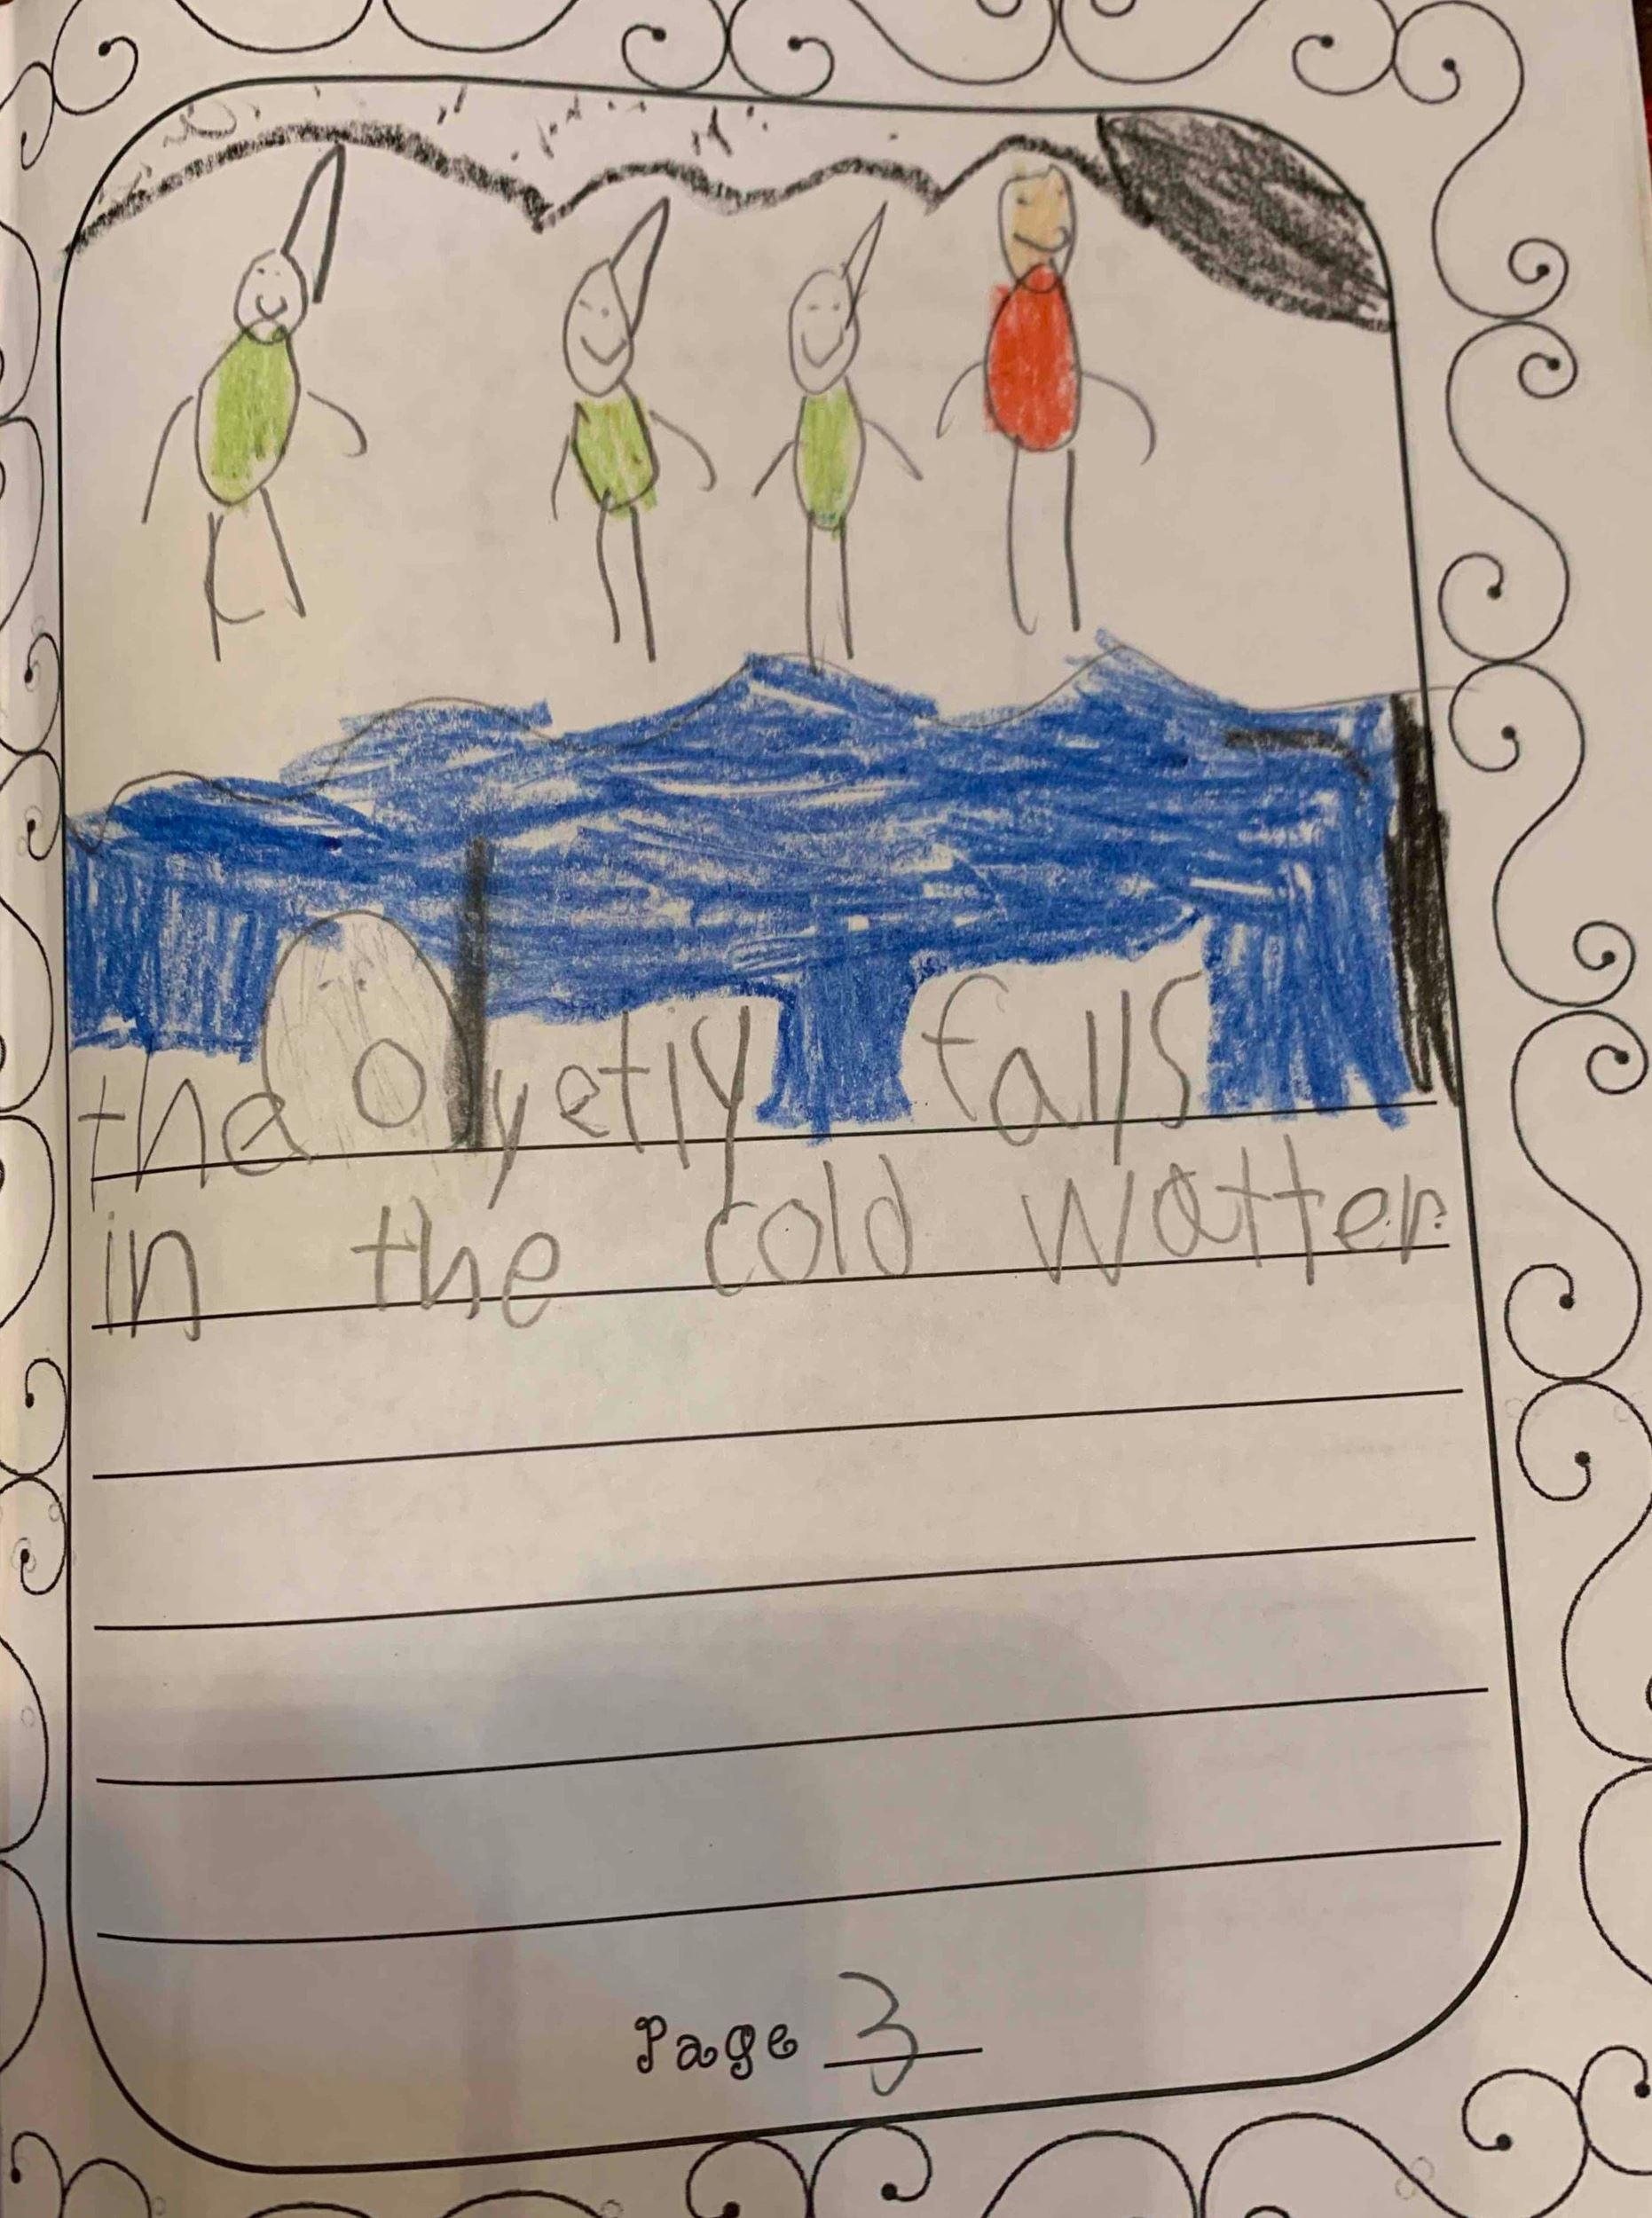 the yetiy falls
in the cold watter
Page 3